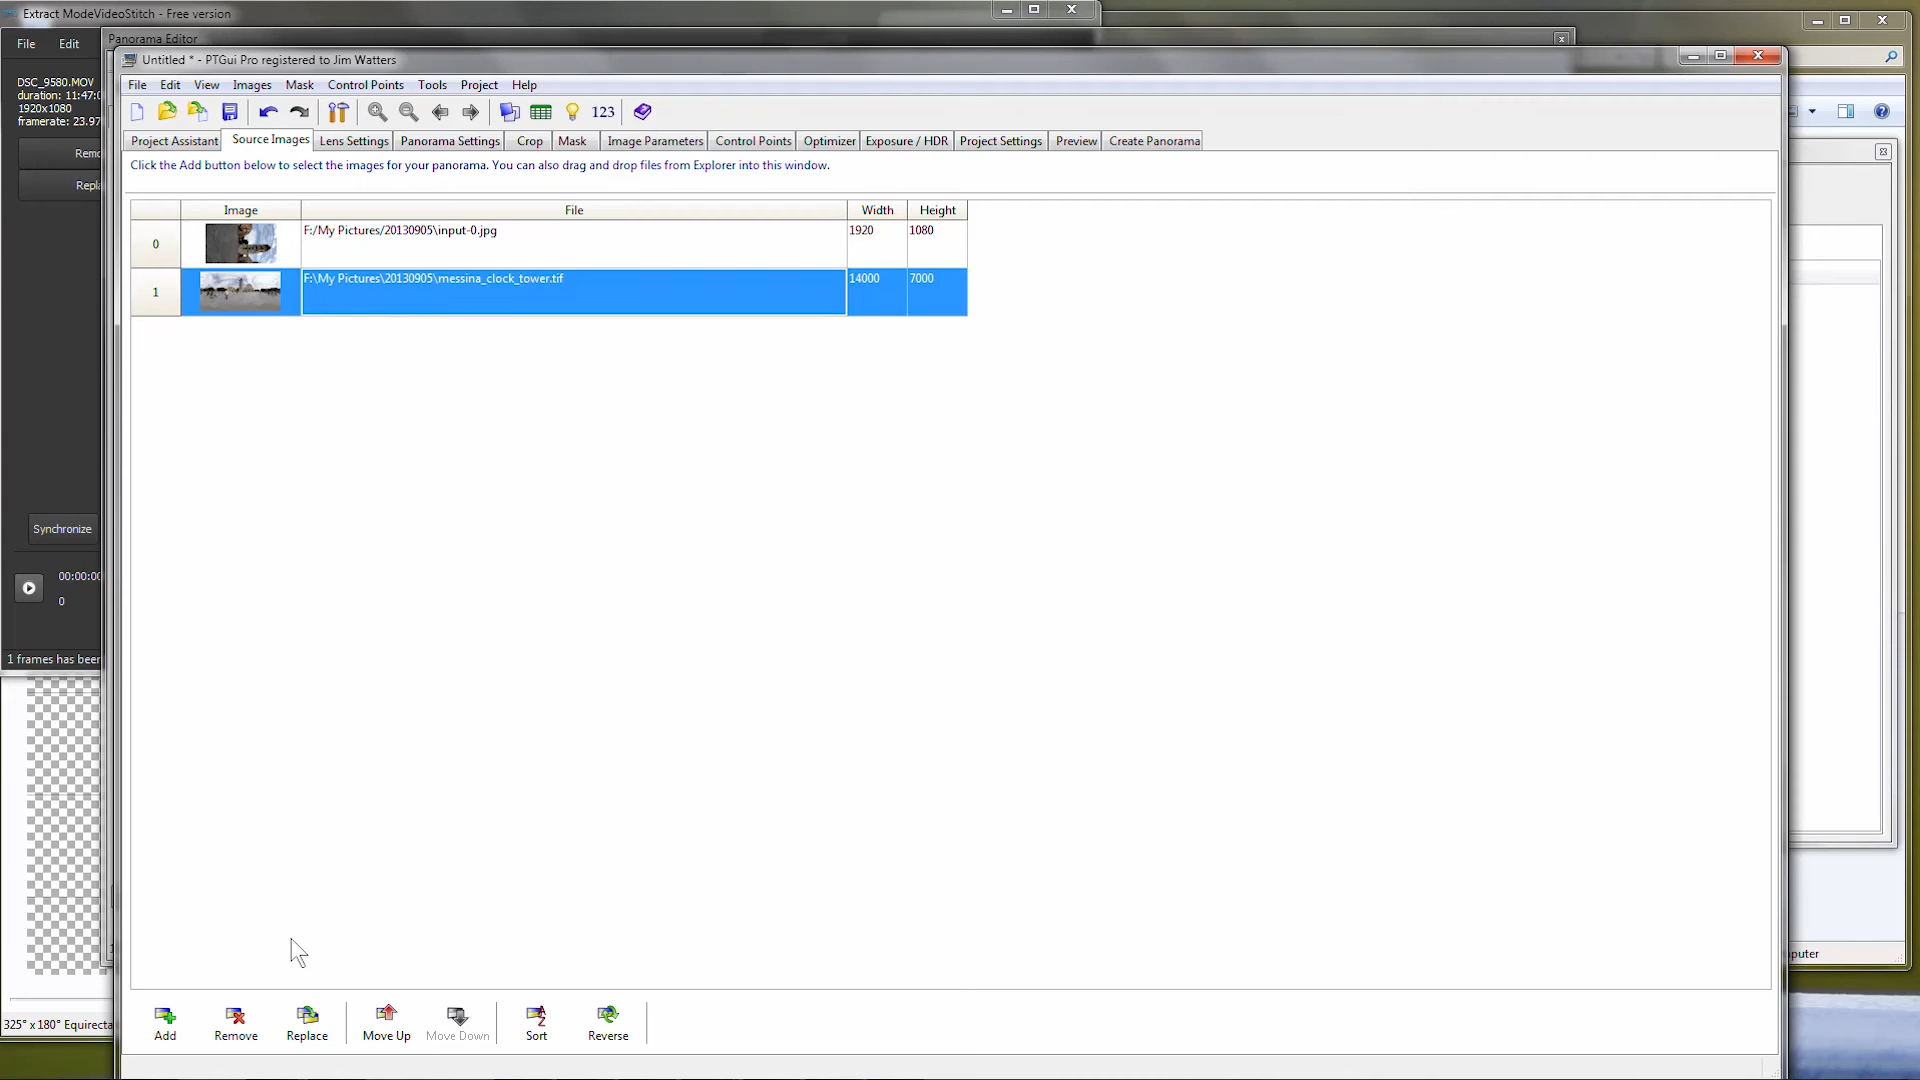 Extract ModeVideoStitch - Free version
File Edit
Panorama Editor
DSC_9580.MOV
duration: 11:47:0
1920x1080
framerate: 23.97
Remo
Repla
Synchronize
00:00:00
0
1 frames has been
325° x 180° Equirecta
Untitled * - PTGui Pro registered to Jim Watters
File Edit View Images Mask Control Points Tools Project Help
123
Project Assistant Source Images Lens Settings Panorama Settings Crop Mask Image Parameters Control Points Optimizer Exposure / HDR Project Settings Preview Create Panorama
Click the Add button below to select the images for your panorama. You can also drag and drop files from Explorer into this window.
Image File Width Height
0 F:/My Pictures/20130905\input-0.jpg 1920 1080
1 F:\My Pictures\20130905\messina_clock_tower.tif 14000 7000
Add Remove Replace Move Up Move Down Sort Reverse
puter